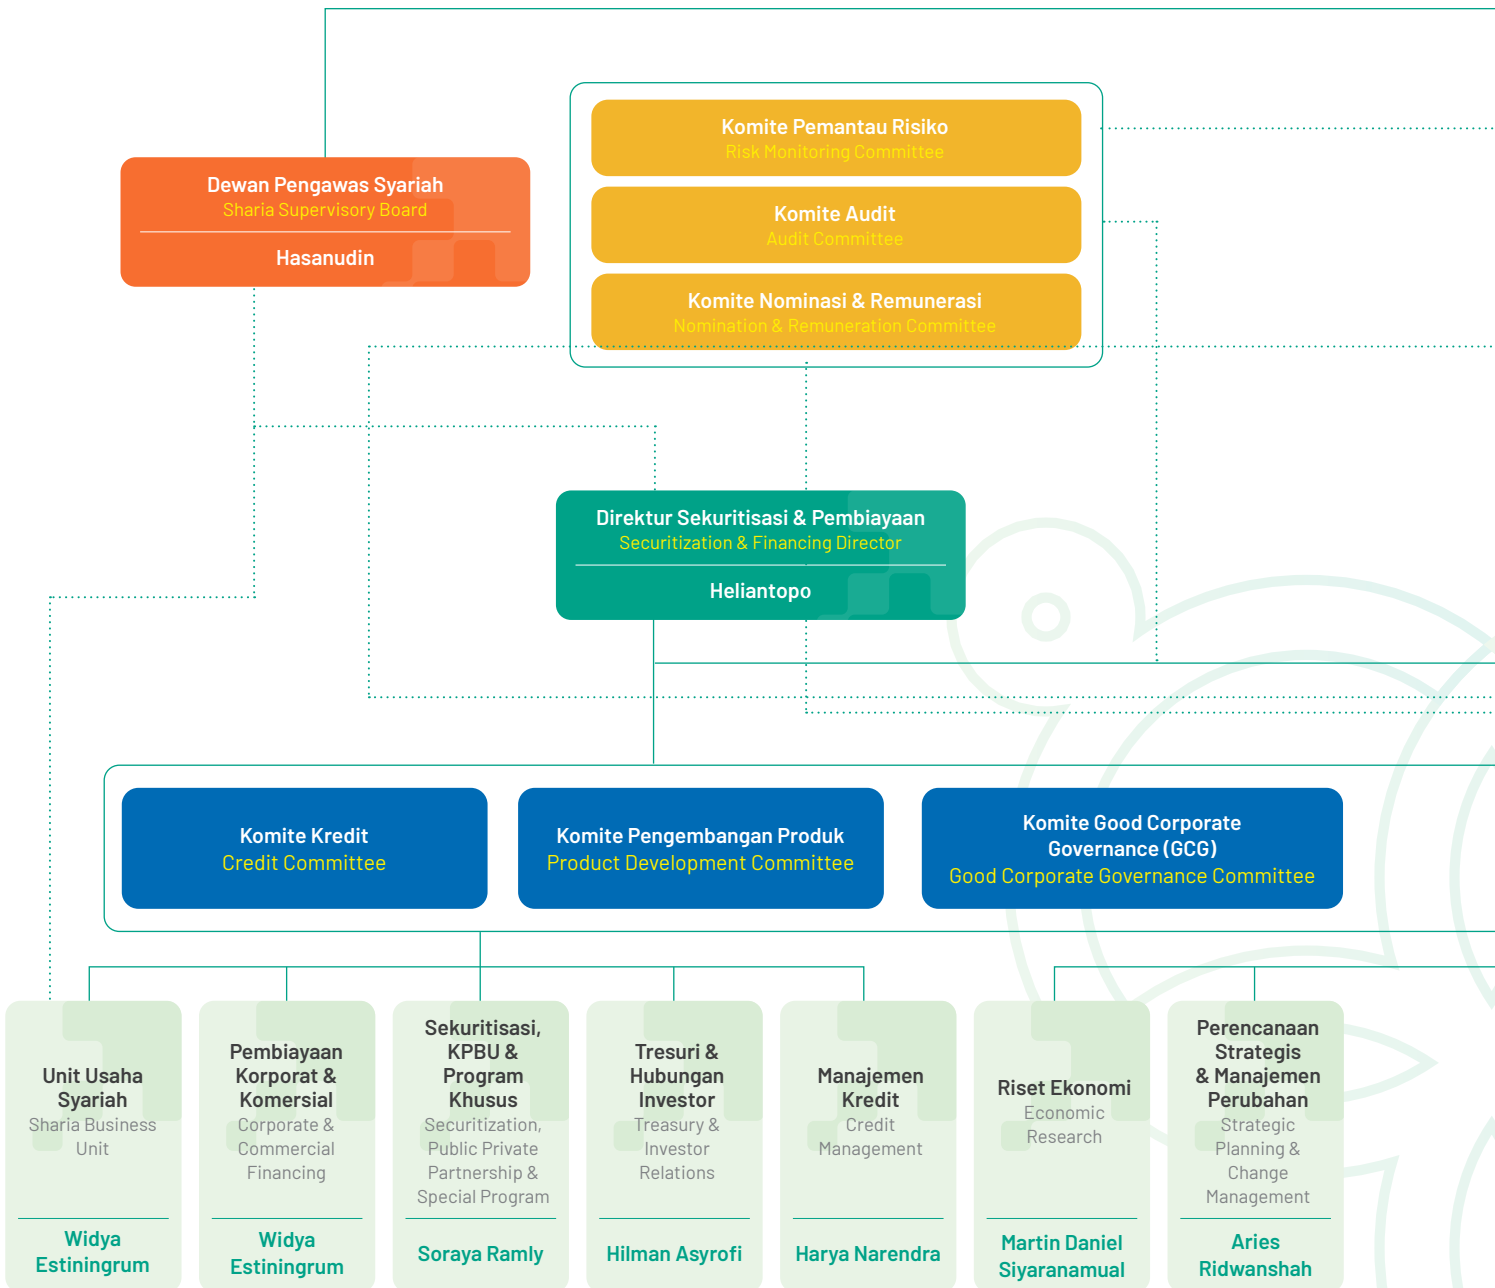 Komite Pemantau Risiko
Risk Monitoring Committee
Dewan Pengawas Syariah
Sharia Supervisory Board
Hasanudin
Komite Audit
Audit Committee
Komite Nominasi & Remunerasi
Nomination & Remuneration Committee
Direktur Sekuritisasi & Pembiayaan
Securitization & Financing Director
Heliantopo
Komite Kredit
Credit Committee
Komite Pengembangan Produk
Product Development Committee
Komite Good Corporate
Governance (GCG)
Good Corporate Governance Committee
Unit Usaha
Syariah
Sharia Business
Unit
Widya
Estiningrum
Pembiayaan
Korporat &
Komersial
Corporate &
Commercial
Financing
Widya
Estiningrum
Sekuritisasi,
KPBU &
Program
Khusus
Securitization,
Public Private
Partnership &
Special Program
Soraya Ramly
Tresuri &
Hubungan
Investor
Treasury &
Investor
Relations
Hilman Asyrofi
Manajemen
Kredit
Credit
Management
Harya Narendra
Riset Ekonomi
Economic
Research
Martin Daniel
Siyaranamual
Perencanaan
Strategis
& Manajemen
Perubahan
Strategic
Planning &
Change
Management
Aries
Ridwanshah